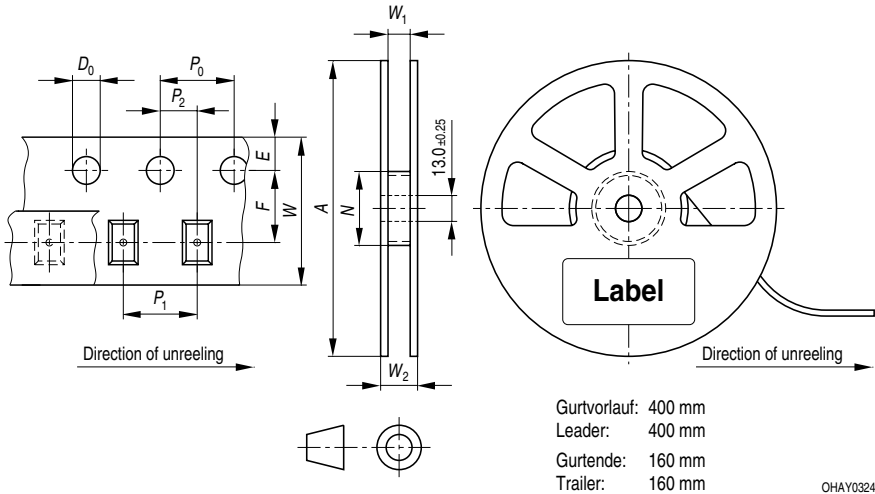 W1
D0
P0
P2
E
F
W
A
N
13.0±0.25
P1
W2
Label
Direction of unreeling
Direction of unreeling
Gurtvorlauf: 400 mm
Leader: 400 mm
Gurtende: 160 mm
Trailer: 160 mm
OHAY0324